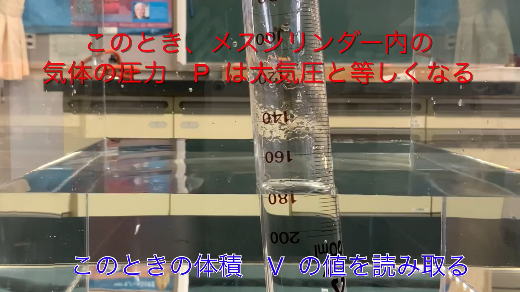 このとき、メスシリンダー内の
気体の圧力 P は大気圧と等しくなる
140
160
180
200
このときの体積 V の値を読み取る